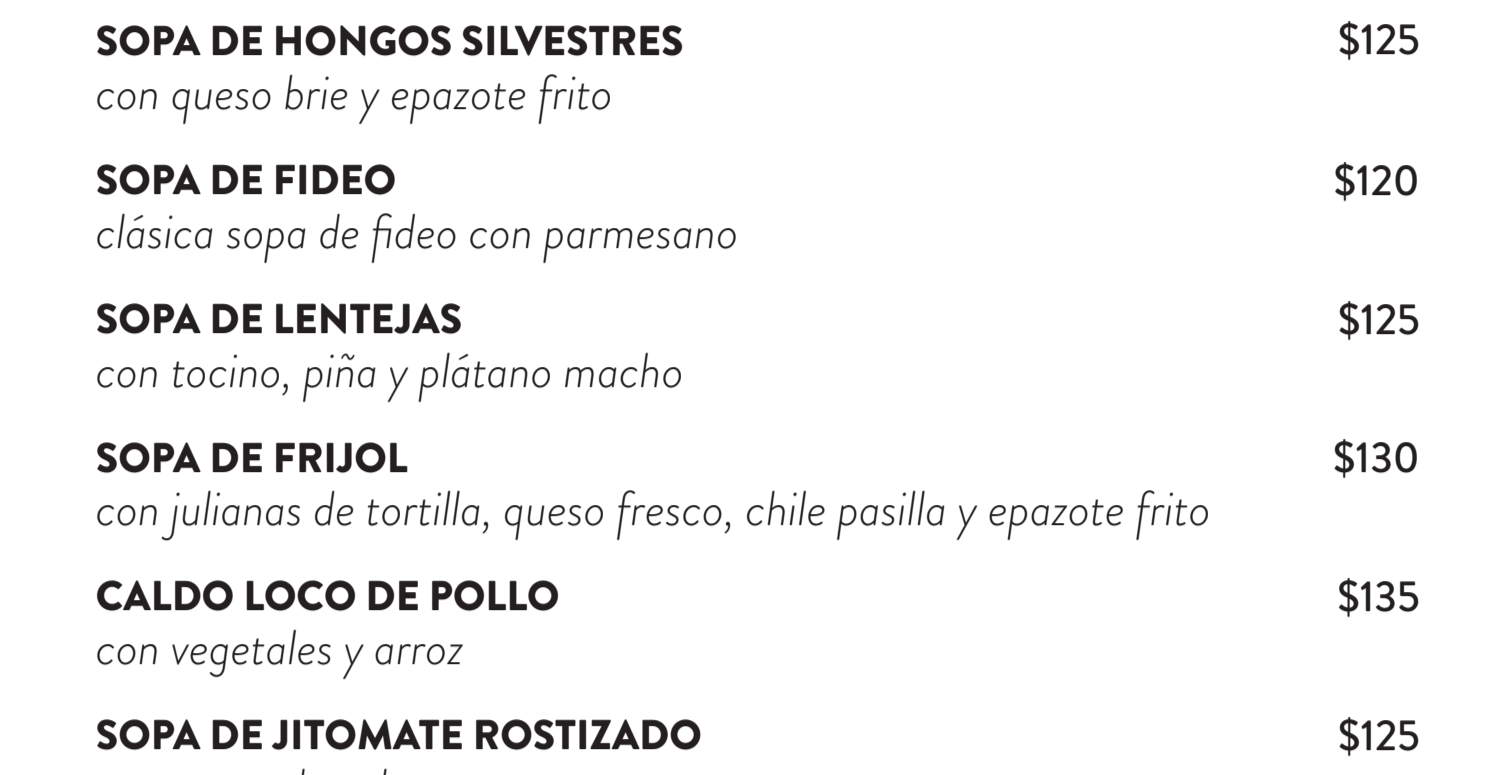 SOPA DE HONGOS SILVESTRES $125
con queso brie y epazote frito
SOPA DE FIDEO $120
clásica sopa de fideo con parmesano
SOPA DE LENTEJAS $125
con tocino, piña y plátano macho
SOPA DE FRIJOL $130
con julianas de tortilla, queso fresco, chile pasilla y epazote frito
CALDO LOCO DE POLLO $135
con vegetales y arroz
SOPA DE JITOMATE ROSTIZADO $125